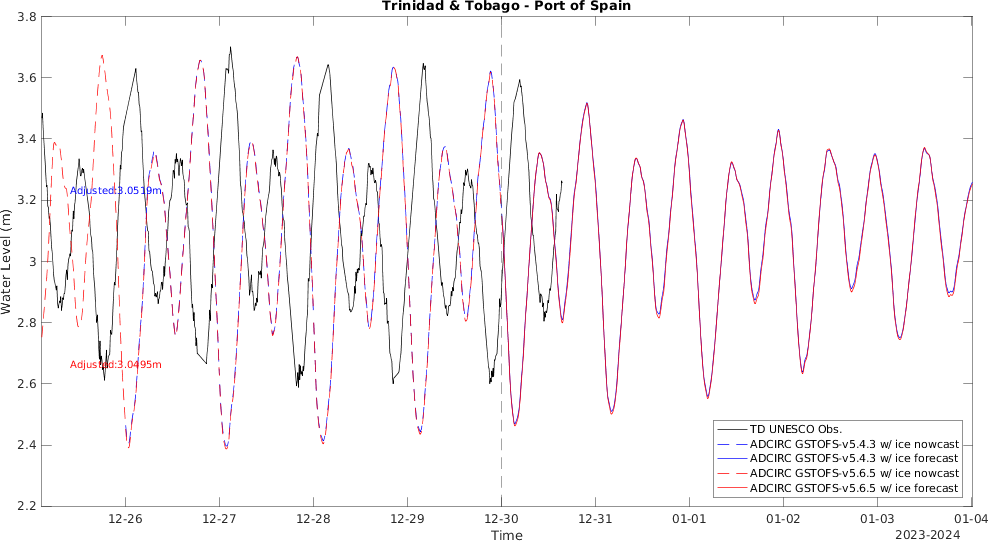 Trinidad & Tobago - Port of Spain
3.8
3.6
3.4
3.2
3
2.8
2.6
2.4
2.2
Water Level (m)
Adjusted:3.0519m
Adjusted:3.0495m
TD UNESCO Obs.
ADCIRC GSTOFS-v5.4.3 w/ ice nowcast
ADCIRC GSTOFS-v5.4.3 w/ ice forecast
ADCIRC GSTOFS-v5.6.5 w/ ice nowcast
ADCIRC GSTOFS-v5.6.5 w/ ice forecast
12-26 12-27 12-28 12-29 12-30 12-31 01-01 01-02 01-03 01-04
Time
2023-2024